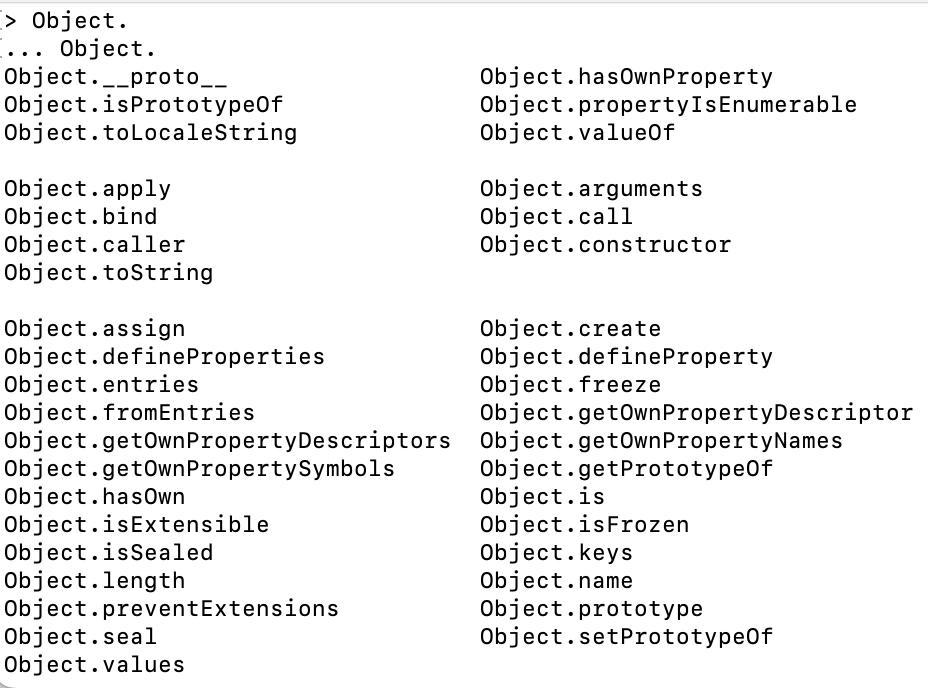 > Object.
... Object.
Object.__proto__ Object.hasOwnProperty
Object.isPrototypeOf Object.propertyIsEnumerable
Object.toLocaleString Object.valueOf
Object.apply Object.arguments
Object.bind Object.call
Object.caller Object.constructor
Object.toString
Object.assign Object.create
Object.defineProperties Object.defineProperty
Object.entries Object.freeze
Object.fromEntries Object.getOwnPropertyDescriptor
Object.getOwnPropertyDescriptors Object.getOwnPropertyNames
Object.getOwnPropertySymbols Object.getPrototypeOf
Object.hasOwn Object.is
Object.isExtensible Object.isFrozen
Object.isSealed Object.keys
Object.length Object.name
Object.preventExtensions Object.prototype
Object.seal Object.setPrototypeOf
Object.values